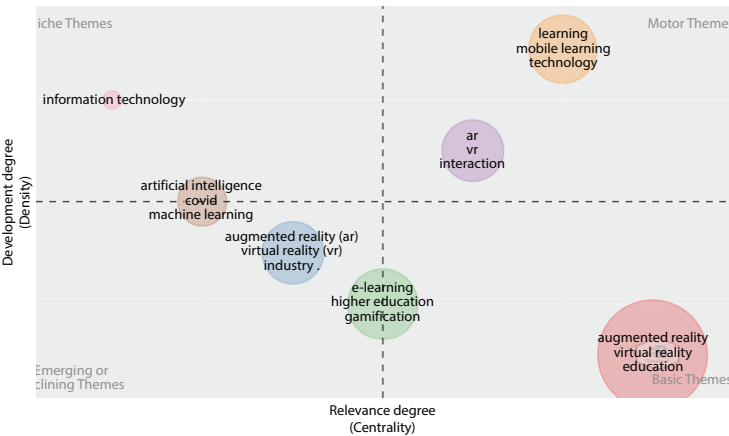 iche Themes
Motor Theme
learning
mobile learning
technology
information technology
ar
vr
interaction
artificial intelligence
covid
machine learning
augmented reality (ar)
virtual reality (vr)
industry .
e-learning
higher education
gamification
augmented reality
virtual reality
education
Emerging or
clining Themes
Basic Themes
Development degree
(Density)
Relevance degree
(Centrality)